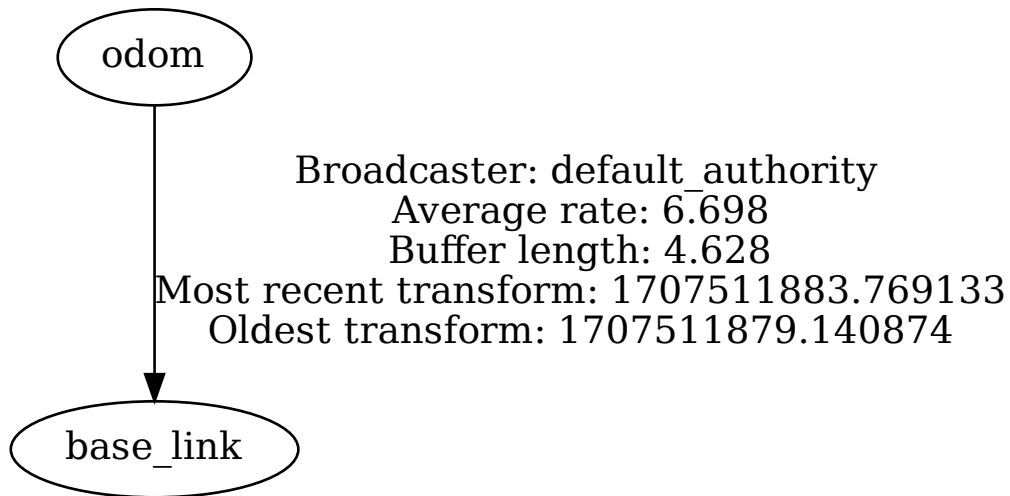 odom
Broadcaster: default_authority
Average rate: 6.698
Buffer length: 4.628
Most recent transform: 1707511883.769133
Oldest transform: 1707511879.140874
base_link